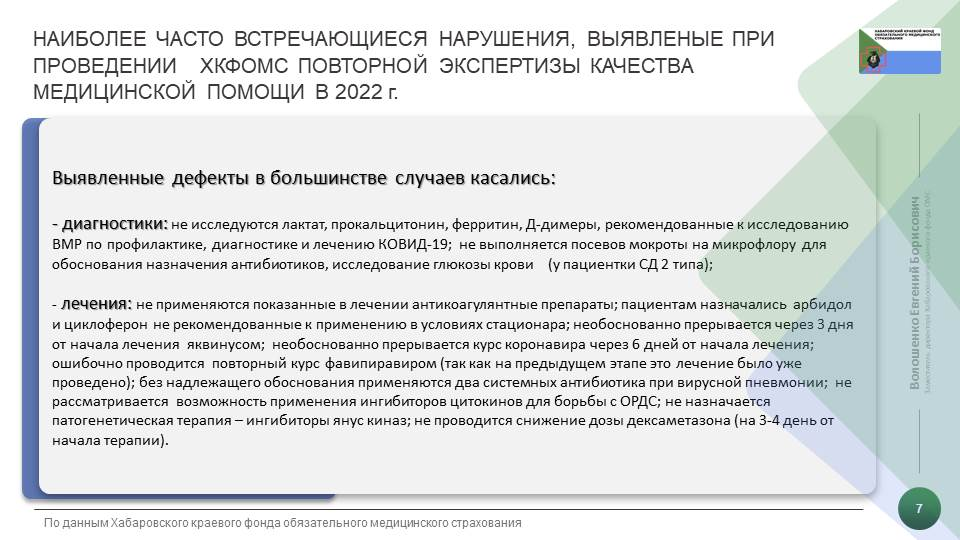 НАИБОЛЕЕ ЧАСТО ВСТРЕЧАЮЩИЕСЯ НАРУШЕНИЯ, ВЫЯВЛЕНЫЕ ПРИ
ПРОВЕДЕНИИ ХКФОМС ПОВТОРНОЙ ЭКСПЕРТИЗЫ КАЧЕСТВА
МЕДИЦИНСКОЙ ПОМОЩИ В 2022 г.
ХАБАРОВСКИЙ КРАЕВОЙ ФОНД
ОБЯЗАТЕЛЬНОГО МЕДИЦИНСКОГО
СТРАХОВАНИЯ
Выявленные дефекты в большинстве случаев касались:
- диагностики: не исследуются лактат, прокальцитонин, ферритин, Д-димеры, рекомендованные к исследованию
ВМР по профилактике, диагностике и лечению КОВИД-19; не выполняется посевов мокроты на микрофлору для
обоснования назначения антибиотиков, исследование глюкозы крови (у пациентки СД 2 типа);
- лечения: не применяются показанные в лечении антикоагулянтные препараты; пациентам назначались арбидол
и циклоферон не рекомендованные к применению в условиях стационара; необоснованно прерывается через 3 дня
от начала лечения яквинусом; необоснованно прерывается курс коронавира через 6 дней от начала лечения;
ошибочно проводится повторный курс фавипиравиром (так как на предыдущем этапе это лечение было уже
проведено); без надлежащего обоснования применяются два системных антибиотика при вирусной пневмонии; не
рассматривается возможность применения ингибиторов цитокинов для борьбы с ОРДС; не назначается
патогенетическая терапия – ингибиторы янус киназ; не проводится снижение дозы дексаметазона (на 3-4 день от
начала терапии).
Волошенко Евгений Борисович
Заместитель директора Хабаровского краевого фонда ОМС
7
По данным Хабаровского краевого фонда обязательного медицинского страхования